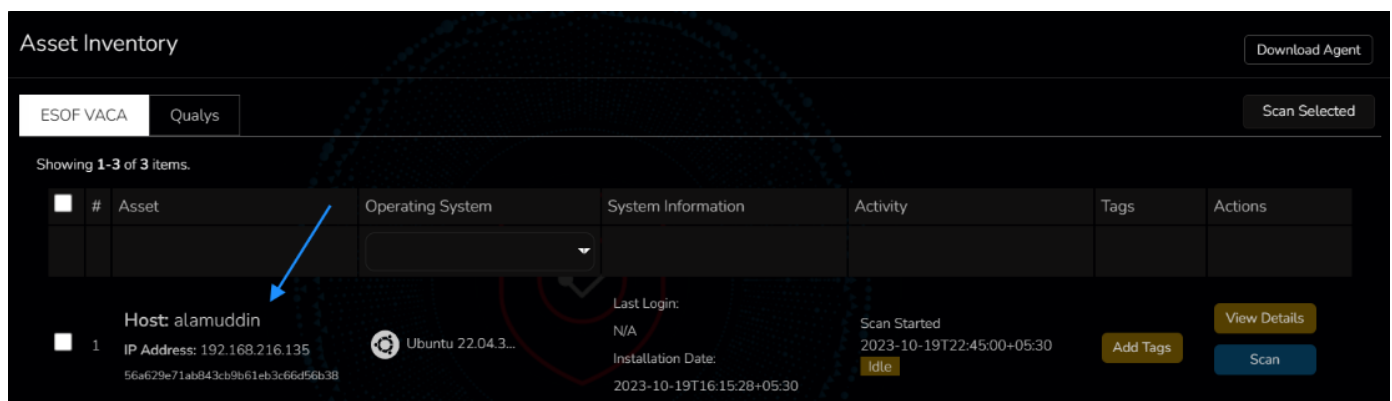 Asset Inventory
Download Agent
ESOF VACA
Qualys
Scan Selected
Showing 1-3 of 3 items.
# Asset Operating System System Information Activity Tags Actions
Host: alamuddin
IP Address: 192.168.216.135
56a629e71ab843cb9b61eb3c66d56b38
1
Ubuntu 22.04.3...
Last Login:
N/A
Installation Date:
2023-10-19T16:15:28+05:30
Scan Started
2023-10-19T22:45:00+05:30
Idle
Add Tags
View Details
Scan